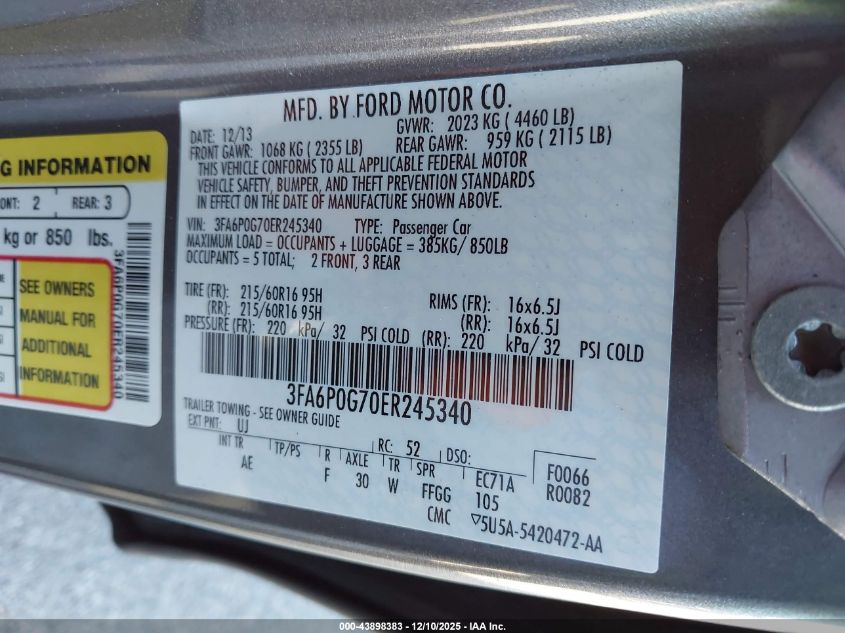 MFD. BY FORD MOTOR CO.
DATE: 12/13 GVWR: 2023 KG ( 4460 LB)
FRONT GAWR: 1068 KG ( 2355 LB) REAR GAWR: 959 KG ( 2115 LB)
THIS VEHICLE CONFORMS TO ALL APPLICABLE FEDERAL MOTOR
VEHICLE SAFETY, BUMPER, AND THEFT PREVENTION STANDARDS
IN EFFECT ON THE DATE OF MANUFACTURE SHOWN ABOVE.
VIN: 3FA6P0G70ER245340 TYPE: Passenger Car
MAXIMUM LOAD = OCCUPANTS + LUGGAGE = 385KG/ 850LB
OCCUPANTS = 5 TOTAL; 2 FRONT, 3 REAR
TIRE (FR): 215/60R16 95H RIMS (FR): 16x6.5J
(RR): 215/60R16 95H (RR): 16x6.5J
PRESSURE (FR): 220 kPa/ 32 PSI COLD (RR): 220 kPa/ 32 PSI COLD
3FA6P0G70ER245340
TRAILER TOWING - SEE OWNER GUIDE
EXT PNT: UJ RC: 52 DSO:
INT TR TP/PS R AXLE TR SPR EC71A F0066
AE F 30 W FFGG 105 R0082
CMC ▽5U5A-5420472-AA
G INFORMATION
ONT: 2 REAR: 3
kg or 850 lbs.
SEE OWNERS
MANUAL FOR
ADDITIONAL
INFORMATION
3FA6P0G70ER245340
000-43898383 - 12/10/2025 - IAA Inc.